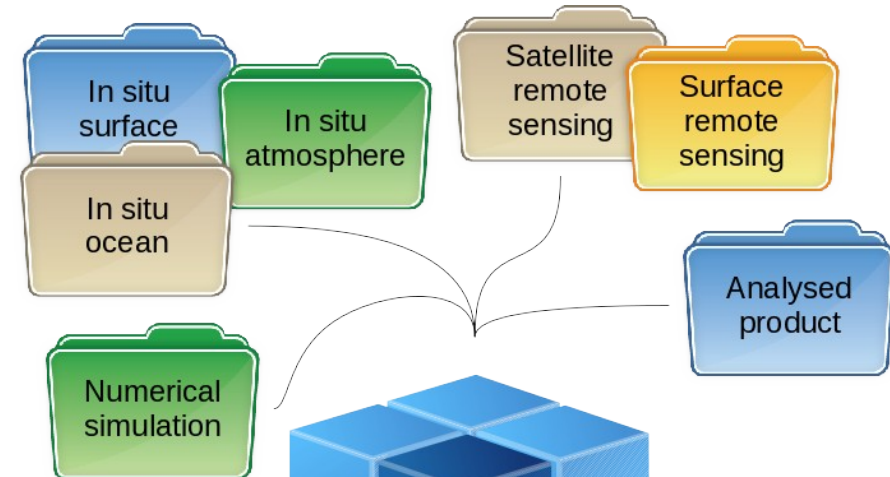 In situ
surface
In situ
atmosphere
In situ
ocean
Satellite
remote
sensing
Surface
remote
sensing
Analysed
product
Numerical
simulation